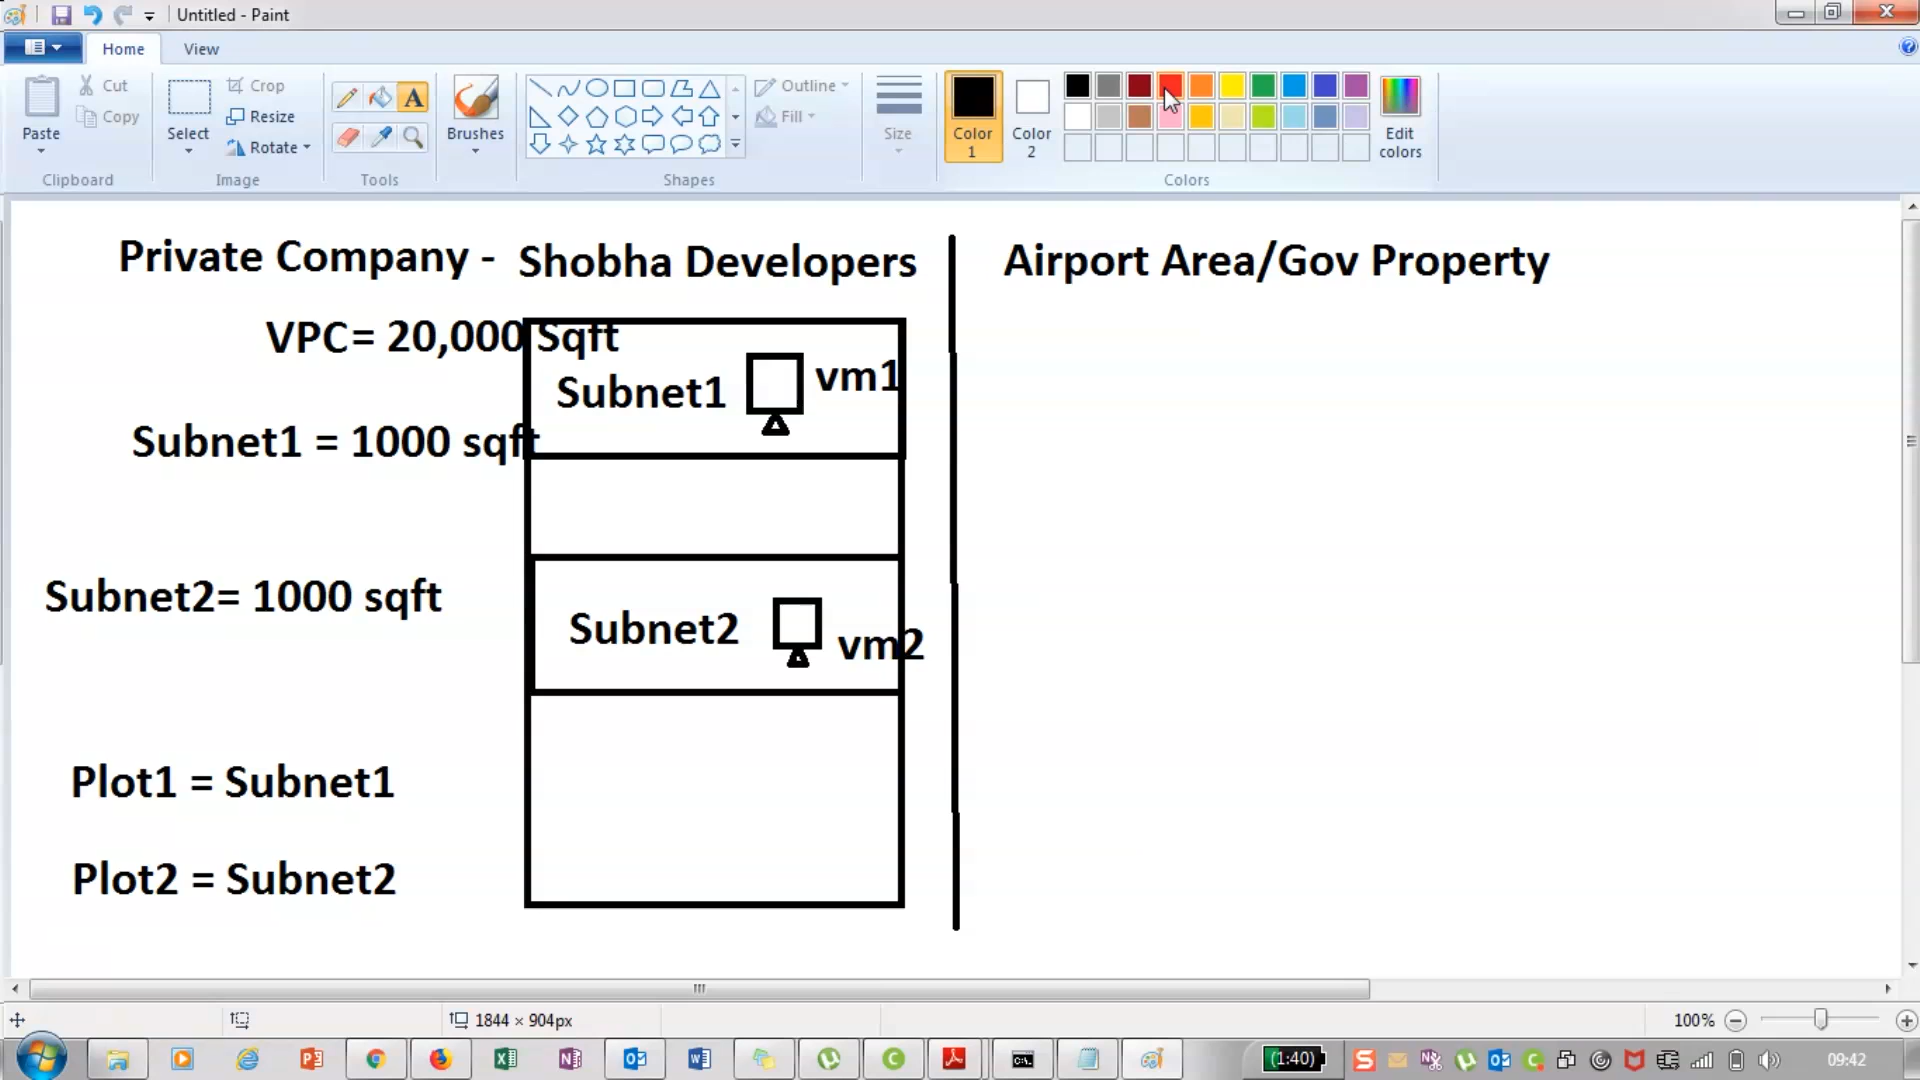 Untitled - Paint
Home
View
Paste
Cut
Copy
Clipboard
Select
Crop
Resize
Rotate
Image
Tools
Brushes
Shapes
Outline
Fill
Size
Color 1
Color 2
Edit colors
Colors
Private Company - Shobha Developers
Airport Area/Gov Property
VPC= 20,000 Sqft
Subnet1
vm1
Subnet1 = 1000 sqft
Subnet2= 1000 sqft
Subnet2
vm2
Plot1 = Subnet1
Plot2 = Subnet2
1844 × 904px
100%
(1:40)
09:42